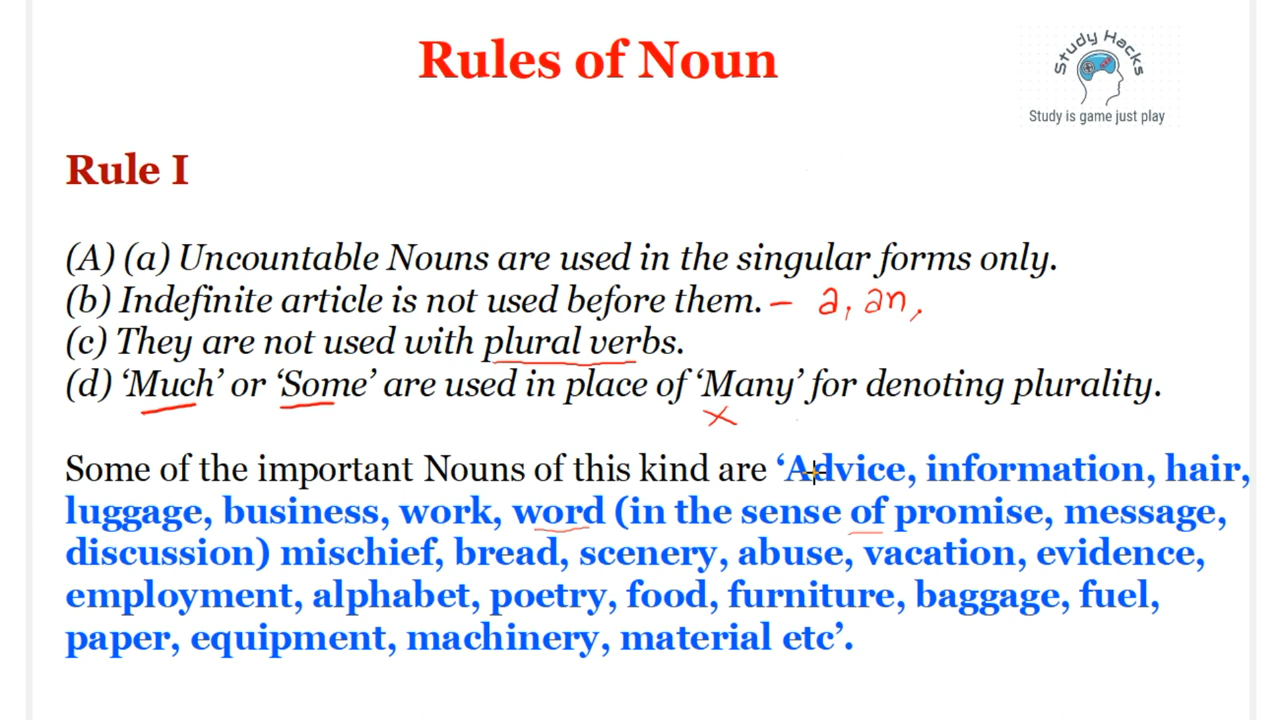 Rules of Noun
Study Hacks
Study is game just play
Rule I
(A) (a) Uncountable Nouns are used in the singular forms only.
(b) Indefinite article is not used before them. – a, an,
(c) They are not used with plural verbs.
(d) ‘Much’ or ‘Some’ are used in place of ‘Many’ for denoting plurality.
Some of the important Nouns of this kind are ‘Advice, information, hair,
luggage, business, work, word (in the sense of promise, message,
discussion) mischief, bread, scenery, abuse, vacation, evidence,
employment, alphabet, poetry, food, furniture, baggage, fuel,
paper, equipment, machinery, material etc’.